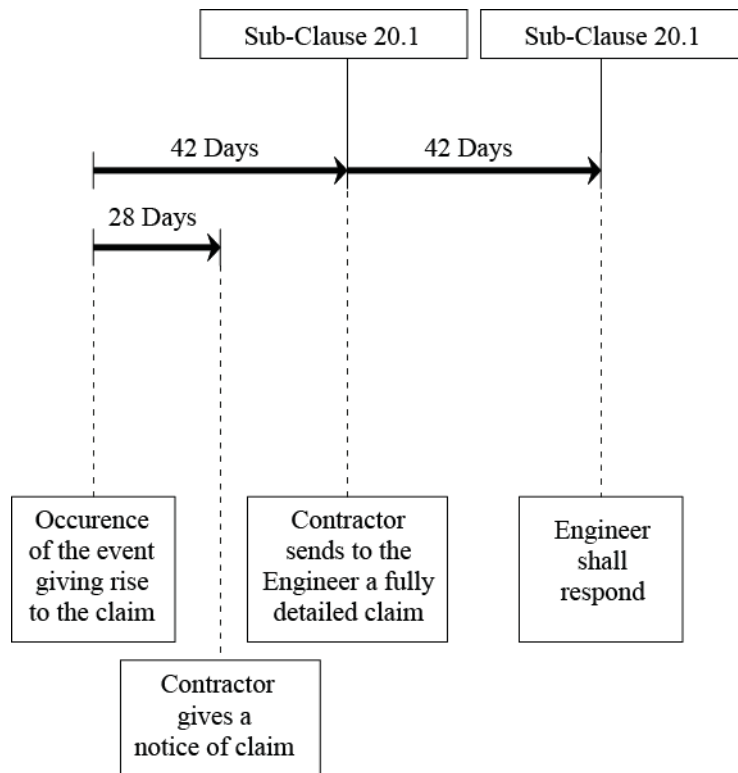 Sub-Clause 20.1
Sub-Clause 20.1
42 Days
42 Days
28 Days
Occurence
of the event
giving rise
to the claim
Contractor
sends to the
Engineer a fully
detailed claim
Engineer
shall
respond
Contractor
gives a
notice of claim